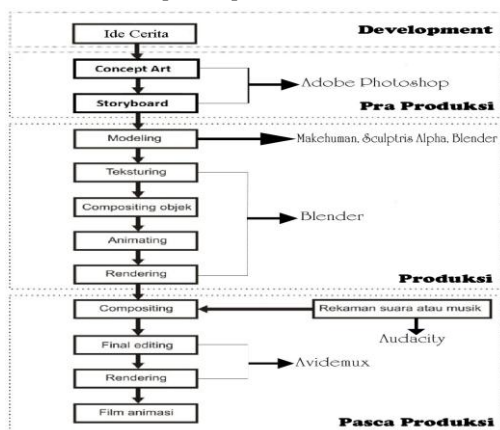 Ide Cerita
Development
Concept Art
Adobe Photoshop
Storyboard
Pra Produksi
Modeling
Makehuman, Sculptris Alpha, Blender
Teksturing
Compositing objek
Blender
Animating
Rendering
Produksi
Compositing
Rekaman suara atau musik
Audacity
Final editing
Avidemux
Rendering
Film animasi
Pasca Produksi